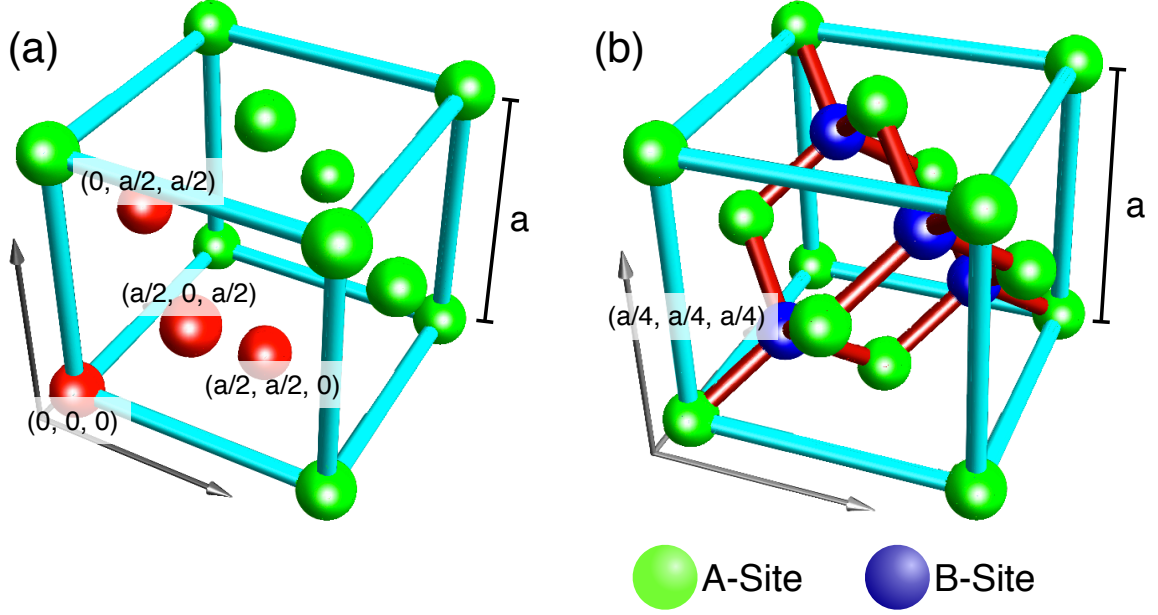 (a)
(0, a/2, a/2)
(a/2, 0, a/2)
(a/2, a/2, 0)
(0, 0, 0)
a
(b)
(a/4, a/4, a/4)
a
A-Site
B-Site